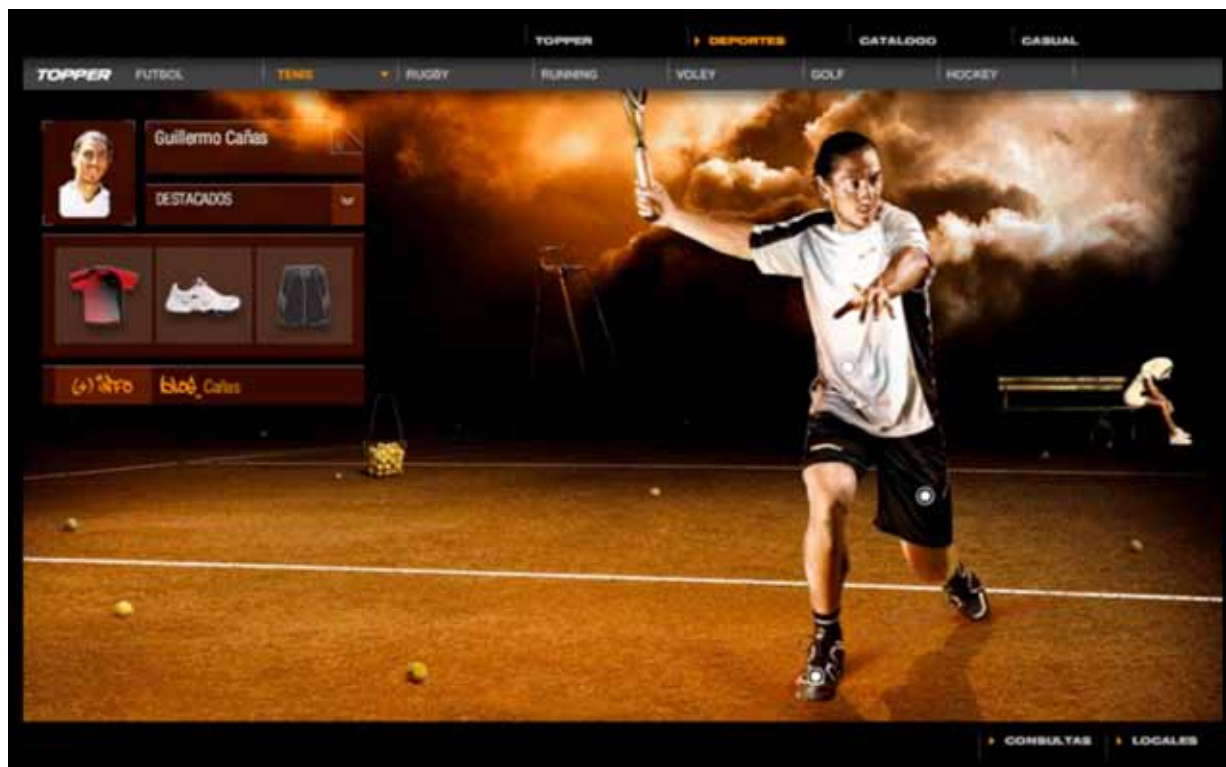 TOPPER DEPORTES CATALOGO CASUAL
TOPPER FUTBOL TENIS RUGBY RUNNING VOLEY GOLF HOCKEY
Guillermo Cañas
DESTACADOS
(+) info blog_Cañas
CONSULTAS LOCALES